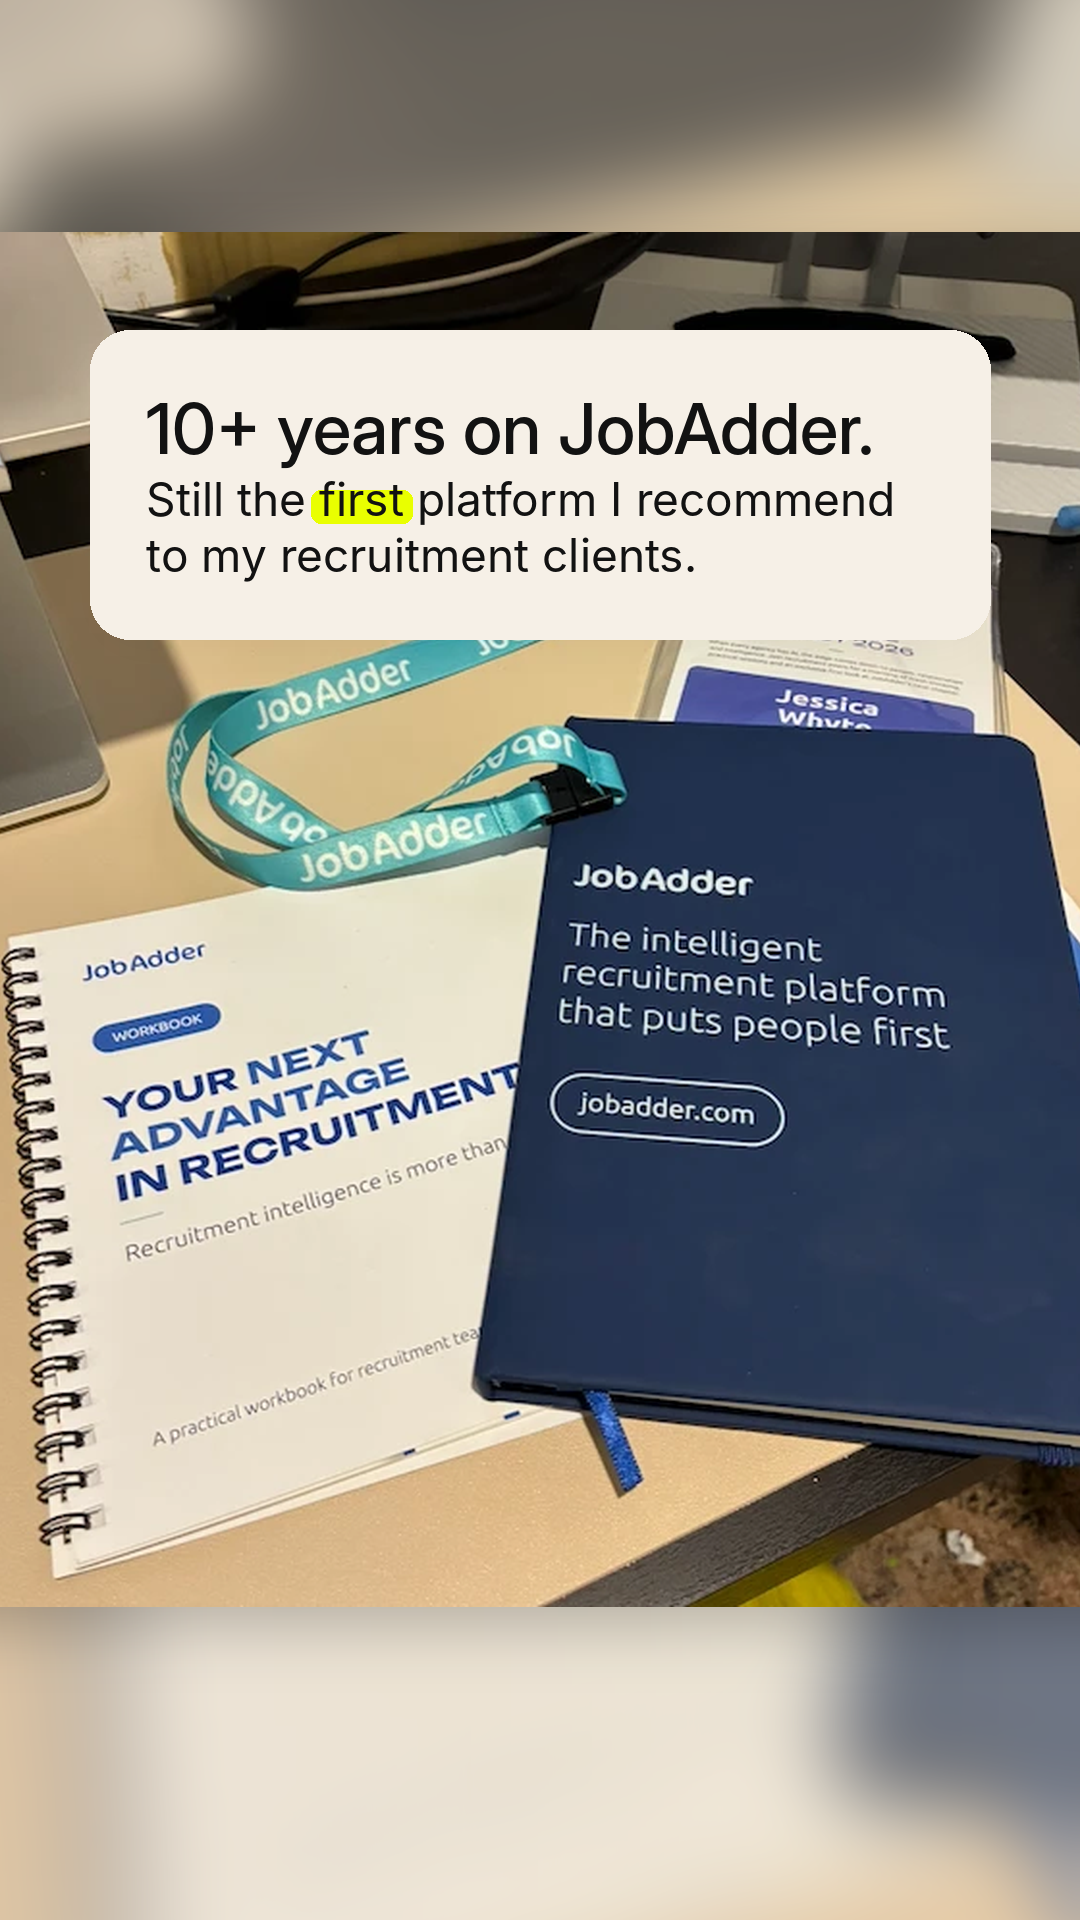 10+ years on JobAdder.
Still the first platform I recommend
to my recruitment clients.
2026
Jessica
Whyte
JobAdder
JobAdder
JobAdder
JobAdder
JobAdder
The intelligent
recruitment platform
that puts people first
jobadder.com
JobAdder
WORKBOOK
YOUR NEXT
ADVANTAGE
IN RECRUITMENT
Recruitment intelligence is more than
A practical workbook for recruitment